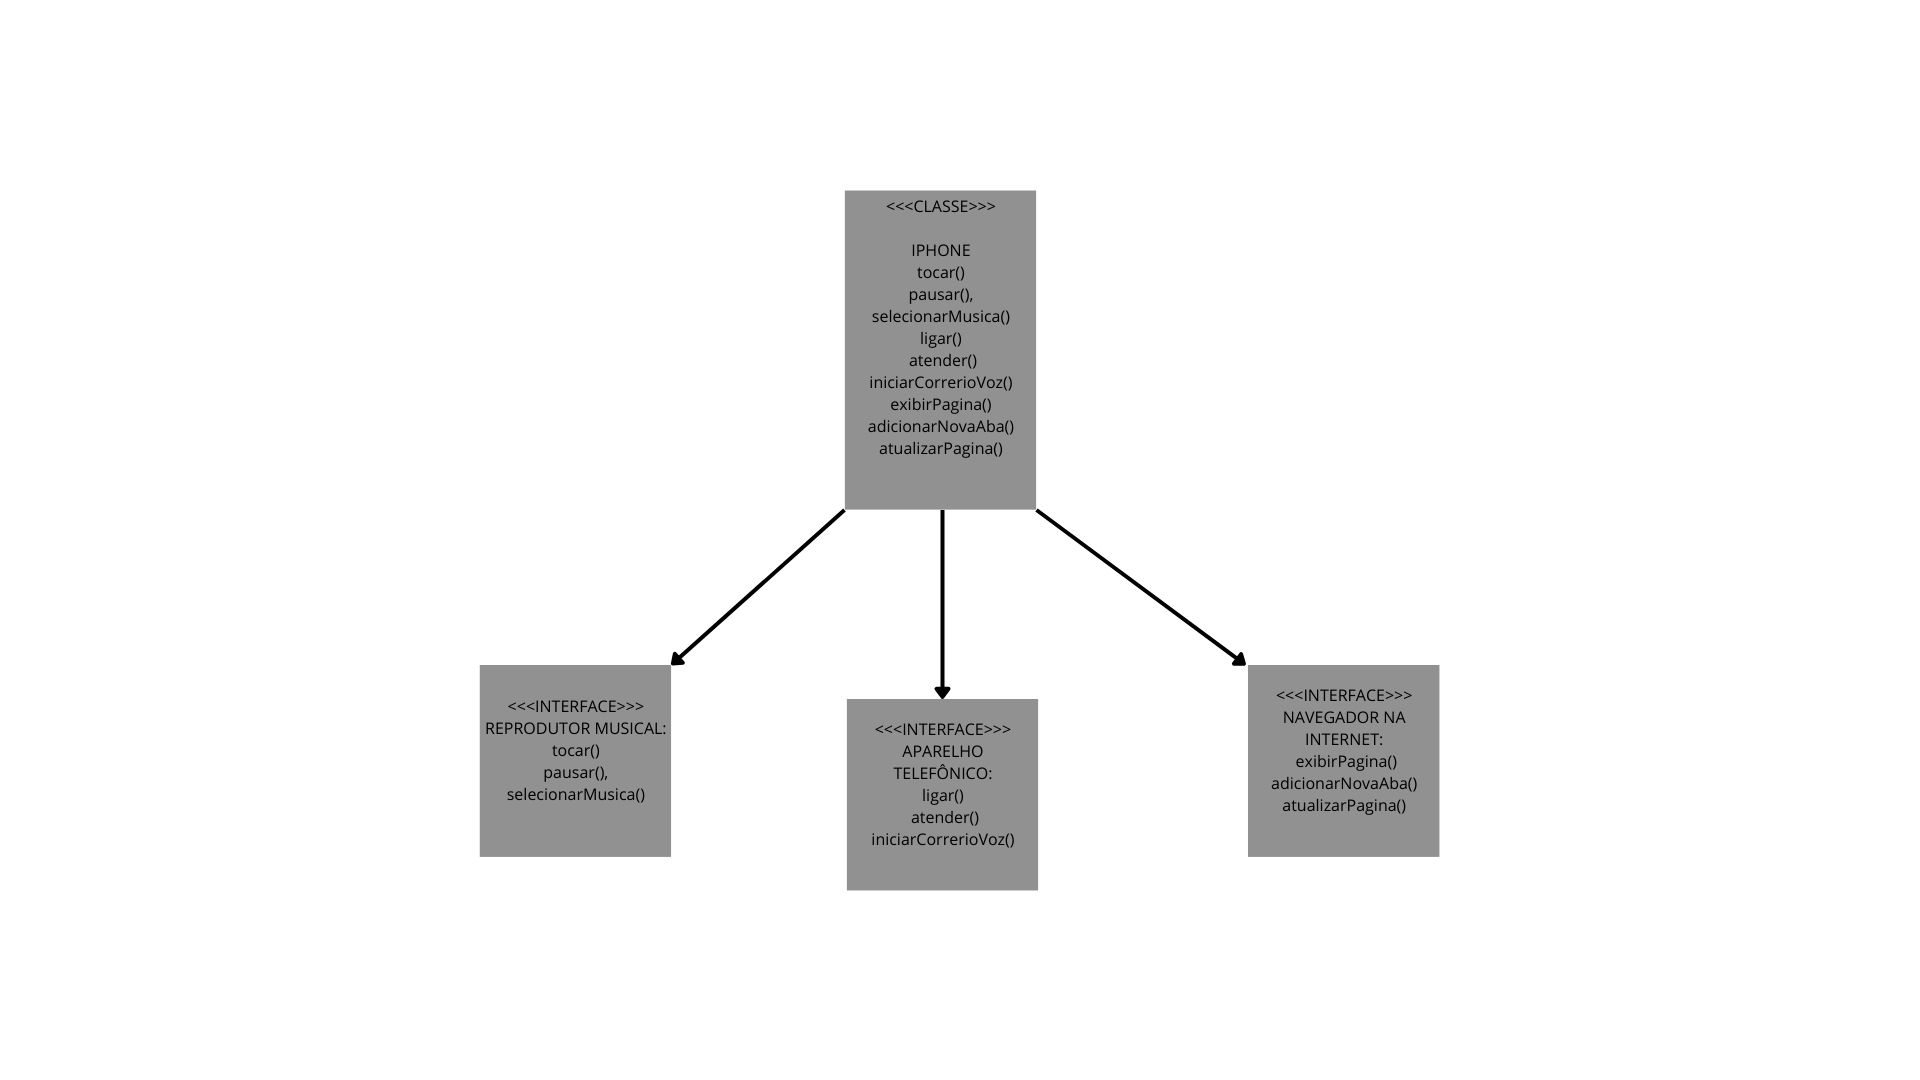 <<<CLASSE>>>
IPHONE
tocar()
pausar(),
selecionarMusica()
ligar()
atender()
iniciarCorrerioVoz()
exibirPagina()
adicionarNovaAba()
atualizarPagina()
<<<INTERFACE>>>
REPRODUTOR MUSICAL:
tocar()
pausar(),
selecionarMusica()
<<<INTERFACE>>>
APARELHO
TELEFÔNICO:
ligar()
atender()
iniciarCorrerioVoz()
<<<INTERFACE>>>
NAVEGADOR NA
INTERNET:
exibirPagina()
adicionarNovaAba()
atualizarPagina()